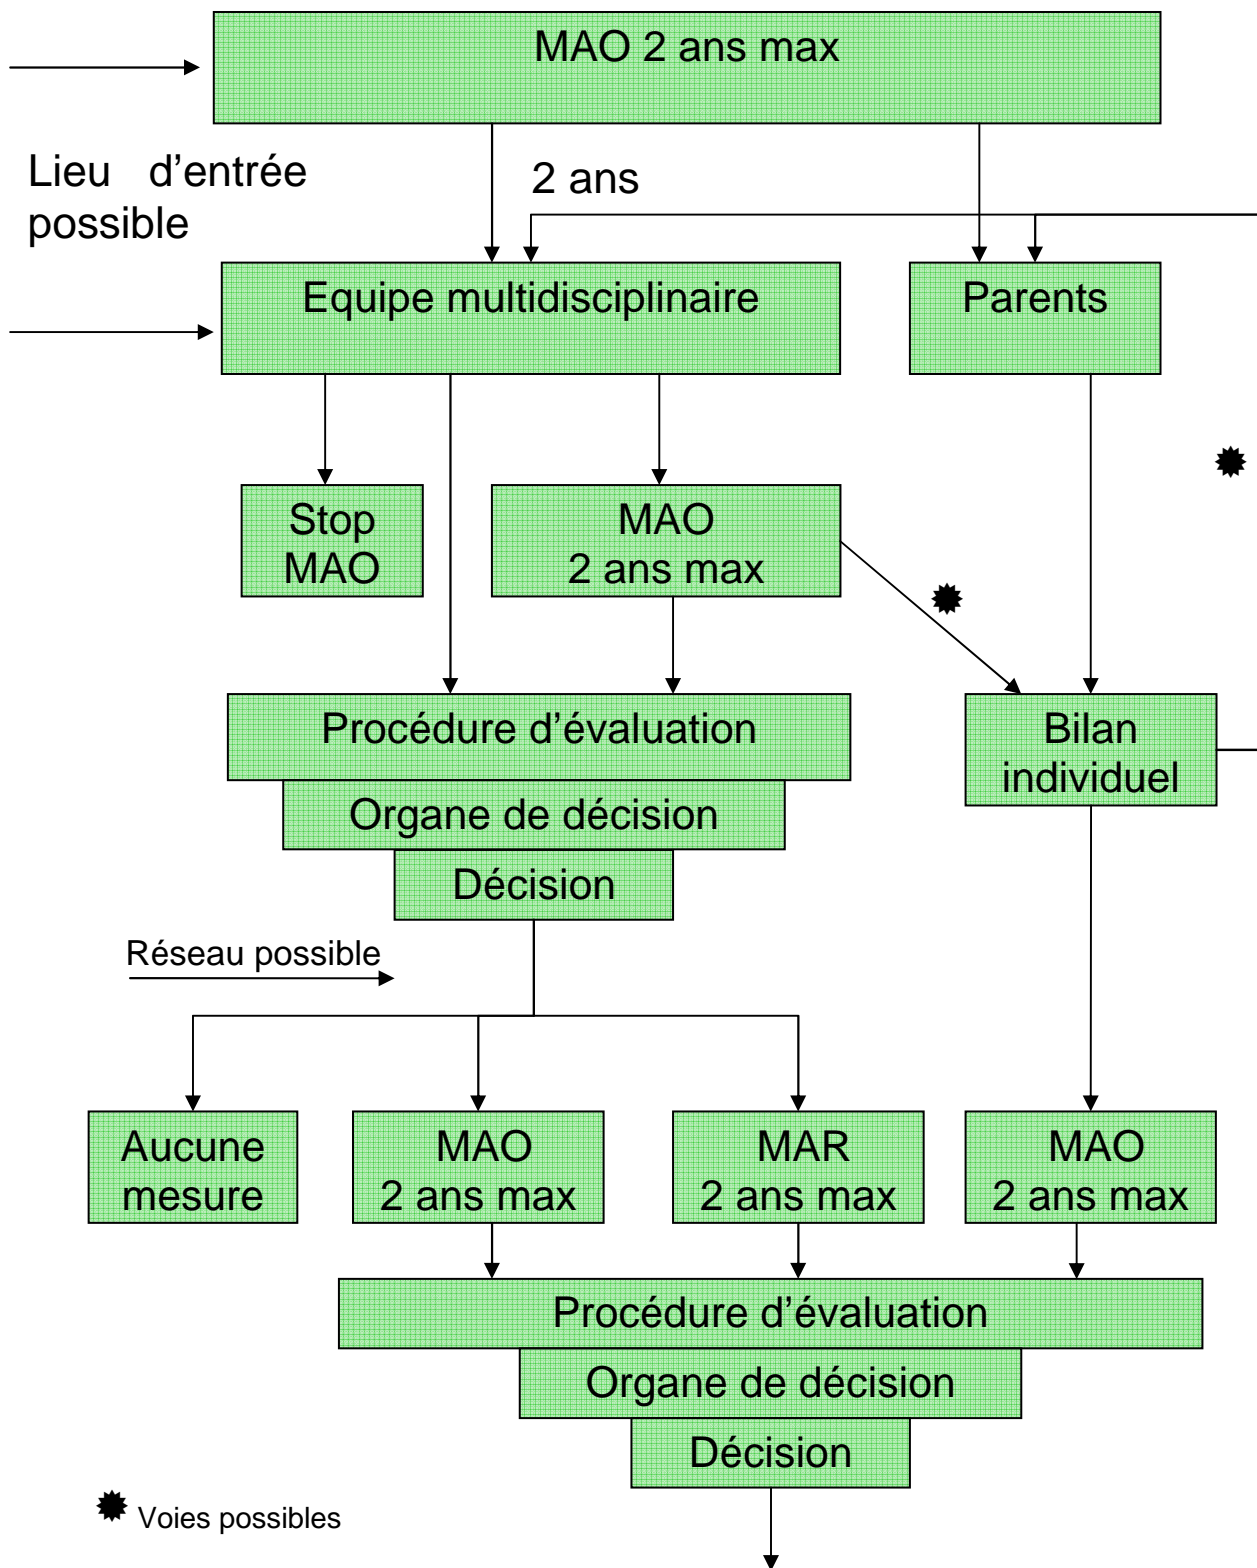 MAO 2 ans max
Lieu d'entrée
possible
2 ans
Equipe multidisciplinaire
Parents
Stop
MAO
MAO
2 ans max
Procédure d'évaluation
Organe de décision
Décision
Bilan
individuel
Réseau possible
Aucune
mesure
MAO
2 ans max
MAR
2 ans max
MAO
2 ans max
Procédure d'évaluation
Organe de décision
Décision
Voies possibles